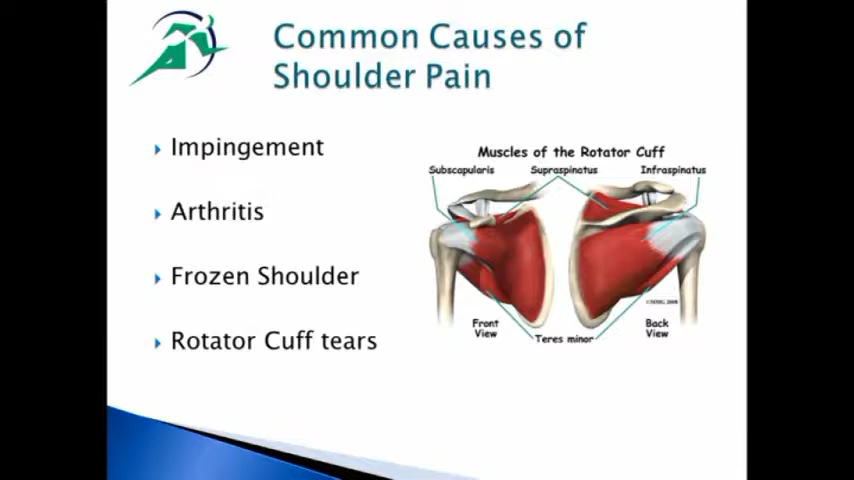 Common Causes of
Shoulder Pain
Impingement
Arthritis
Frozen Shoulder
Rotator Cuff tears
Muscles of the Rotator Cuff
Subscapularis
Supraspinatus
Infraspinatus
Front
View
Teres minor
Back
View